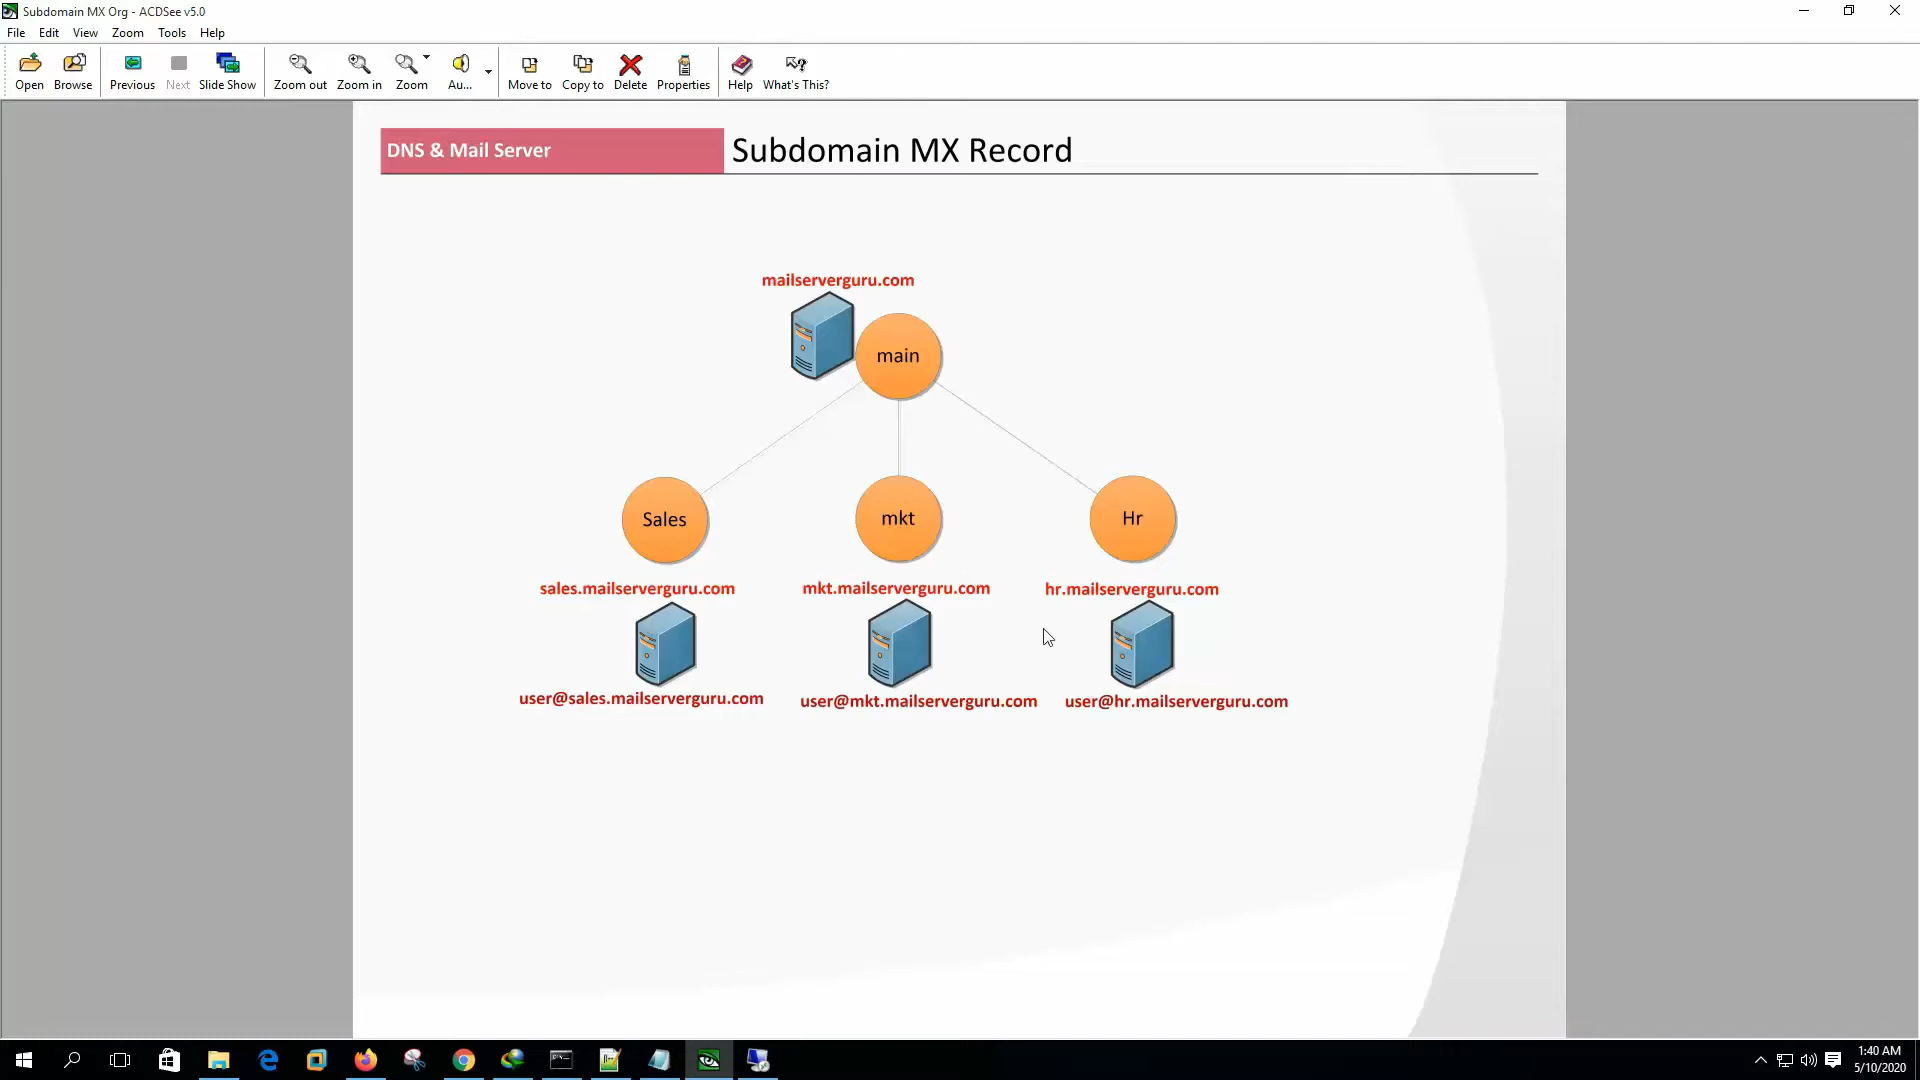 Subdomain MX Org - ACDSee v5.0
File Edit View Zoom Tools Help
Open Browse Previous Next Slide Show Zoom out Zoom in Zoom Au... Move to Copy to Delete Properties Help What's This?
DNS & Mail Server
Subdomain MX Record
mailserverguru.com
main
Sales mkt Hr
sales.mailserverguru.com mkt.mailserverguru.com hr.mailserverguru.com
user@sales.mailserverguru.com user@mkt.mailserverguru.com user@hr.mailserverguru.com
1:40 AM
5/10/2020